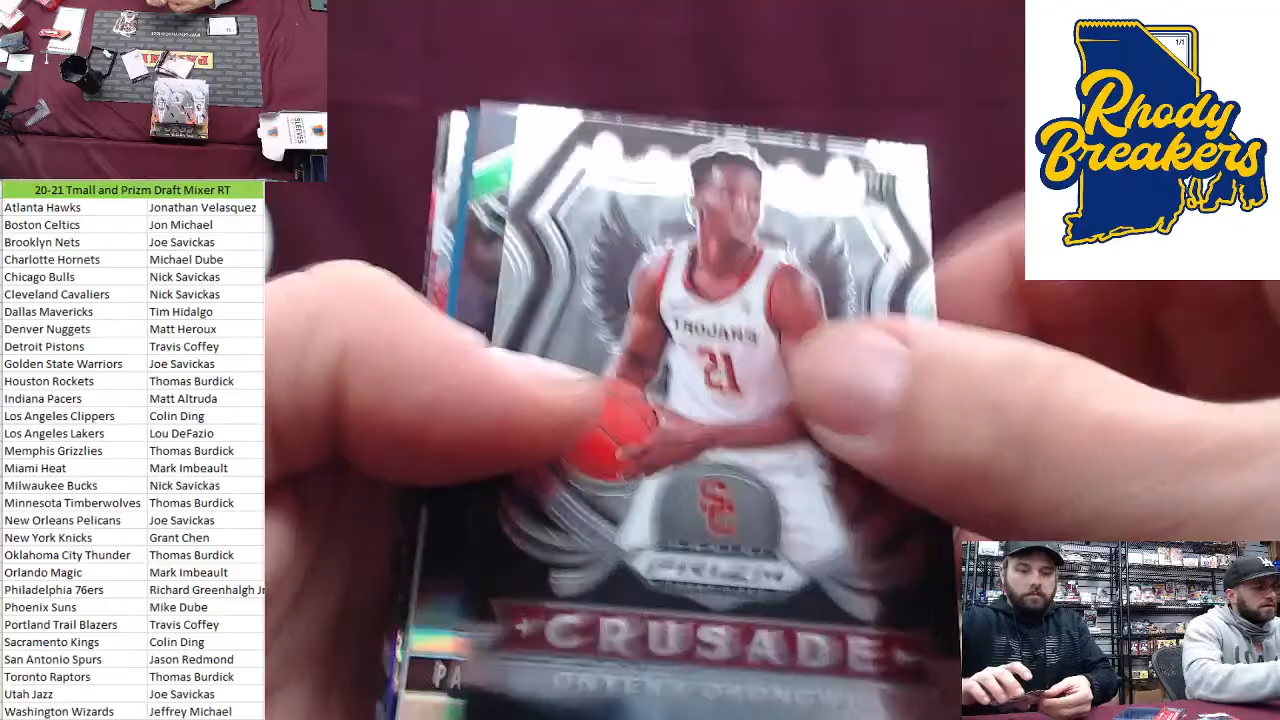 1/1
Rhody
Breakers
PANINI
SLEEVES
20-21 Tmall and Prizm Draft Mixer RT
Atlanta Hawks Jonathan Velasquez
Boston Celtics Jon Michael
Brooklyn Nets Joe Savickas
Charlotte Hornets Michael Dube
Chicago Bulls Nick Savickas
Cleveland Cavaliers Nick Savickas
Dallas Mavericks Tim Hidalgo
Denver Nuggets Matt Heroux
Detroit Pistons Travis Coffey
Golden State Warriors Joe Savickas
Houston Rockets Thomas Burdick
Indiana Pacers Matt Altruda
Los Angeles Clippers Colin Ding
Los Angeles Lakers Lou DeFazio
Memphis Grizzlies Thomas Burdick
Miami Heat Mark Imbeault
Milwaukee Bucks Nick Savickas
Minnesota Timberwolves Thomas Burdick
New Orleans Pelicans Joe Savickas
New York Knicks Grant Chen
Oklahoma City Thunder Thomas Burdick
Orlando Magic Mark Imbeault
Philadelphia 76ers Richard Greenhalgh Jr
Phoenix Suns Mike Dube
Portland Trail Blazers Travis Coffey
Sacramento Kings Colin Ding
San Antonio Spurs Jason Redmond
Toronto Raptors Thomas Burdick
Utah Jazz Joe Savickas
Washington Wizards Jeffrey Michael
TROJANS
21
SC
PRIZM
CRUSADE
PA